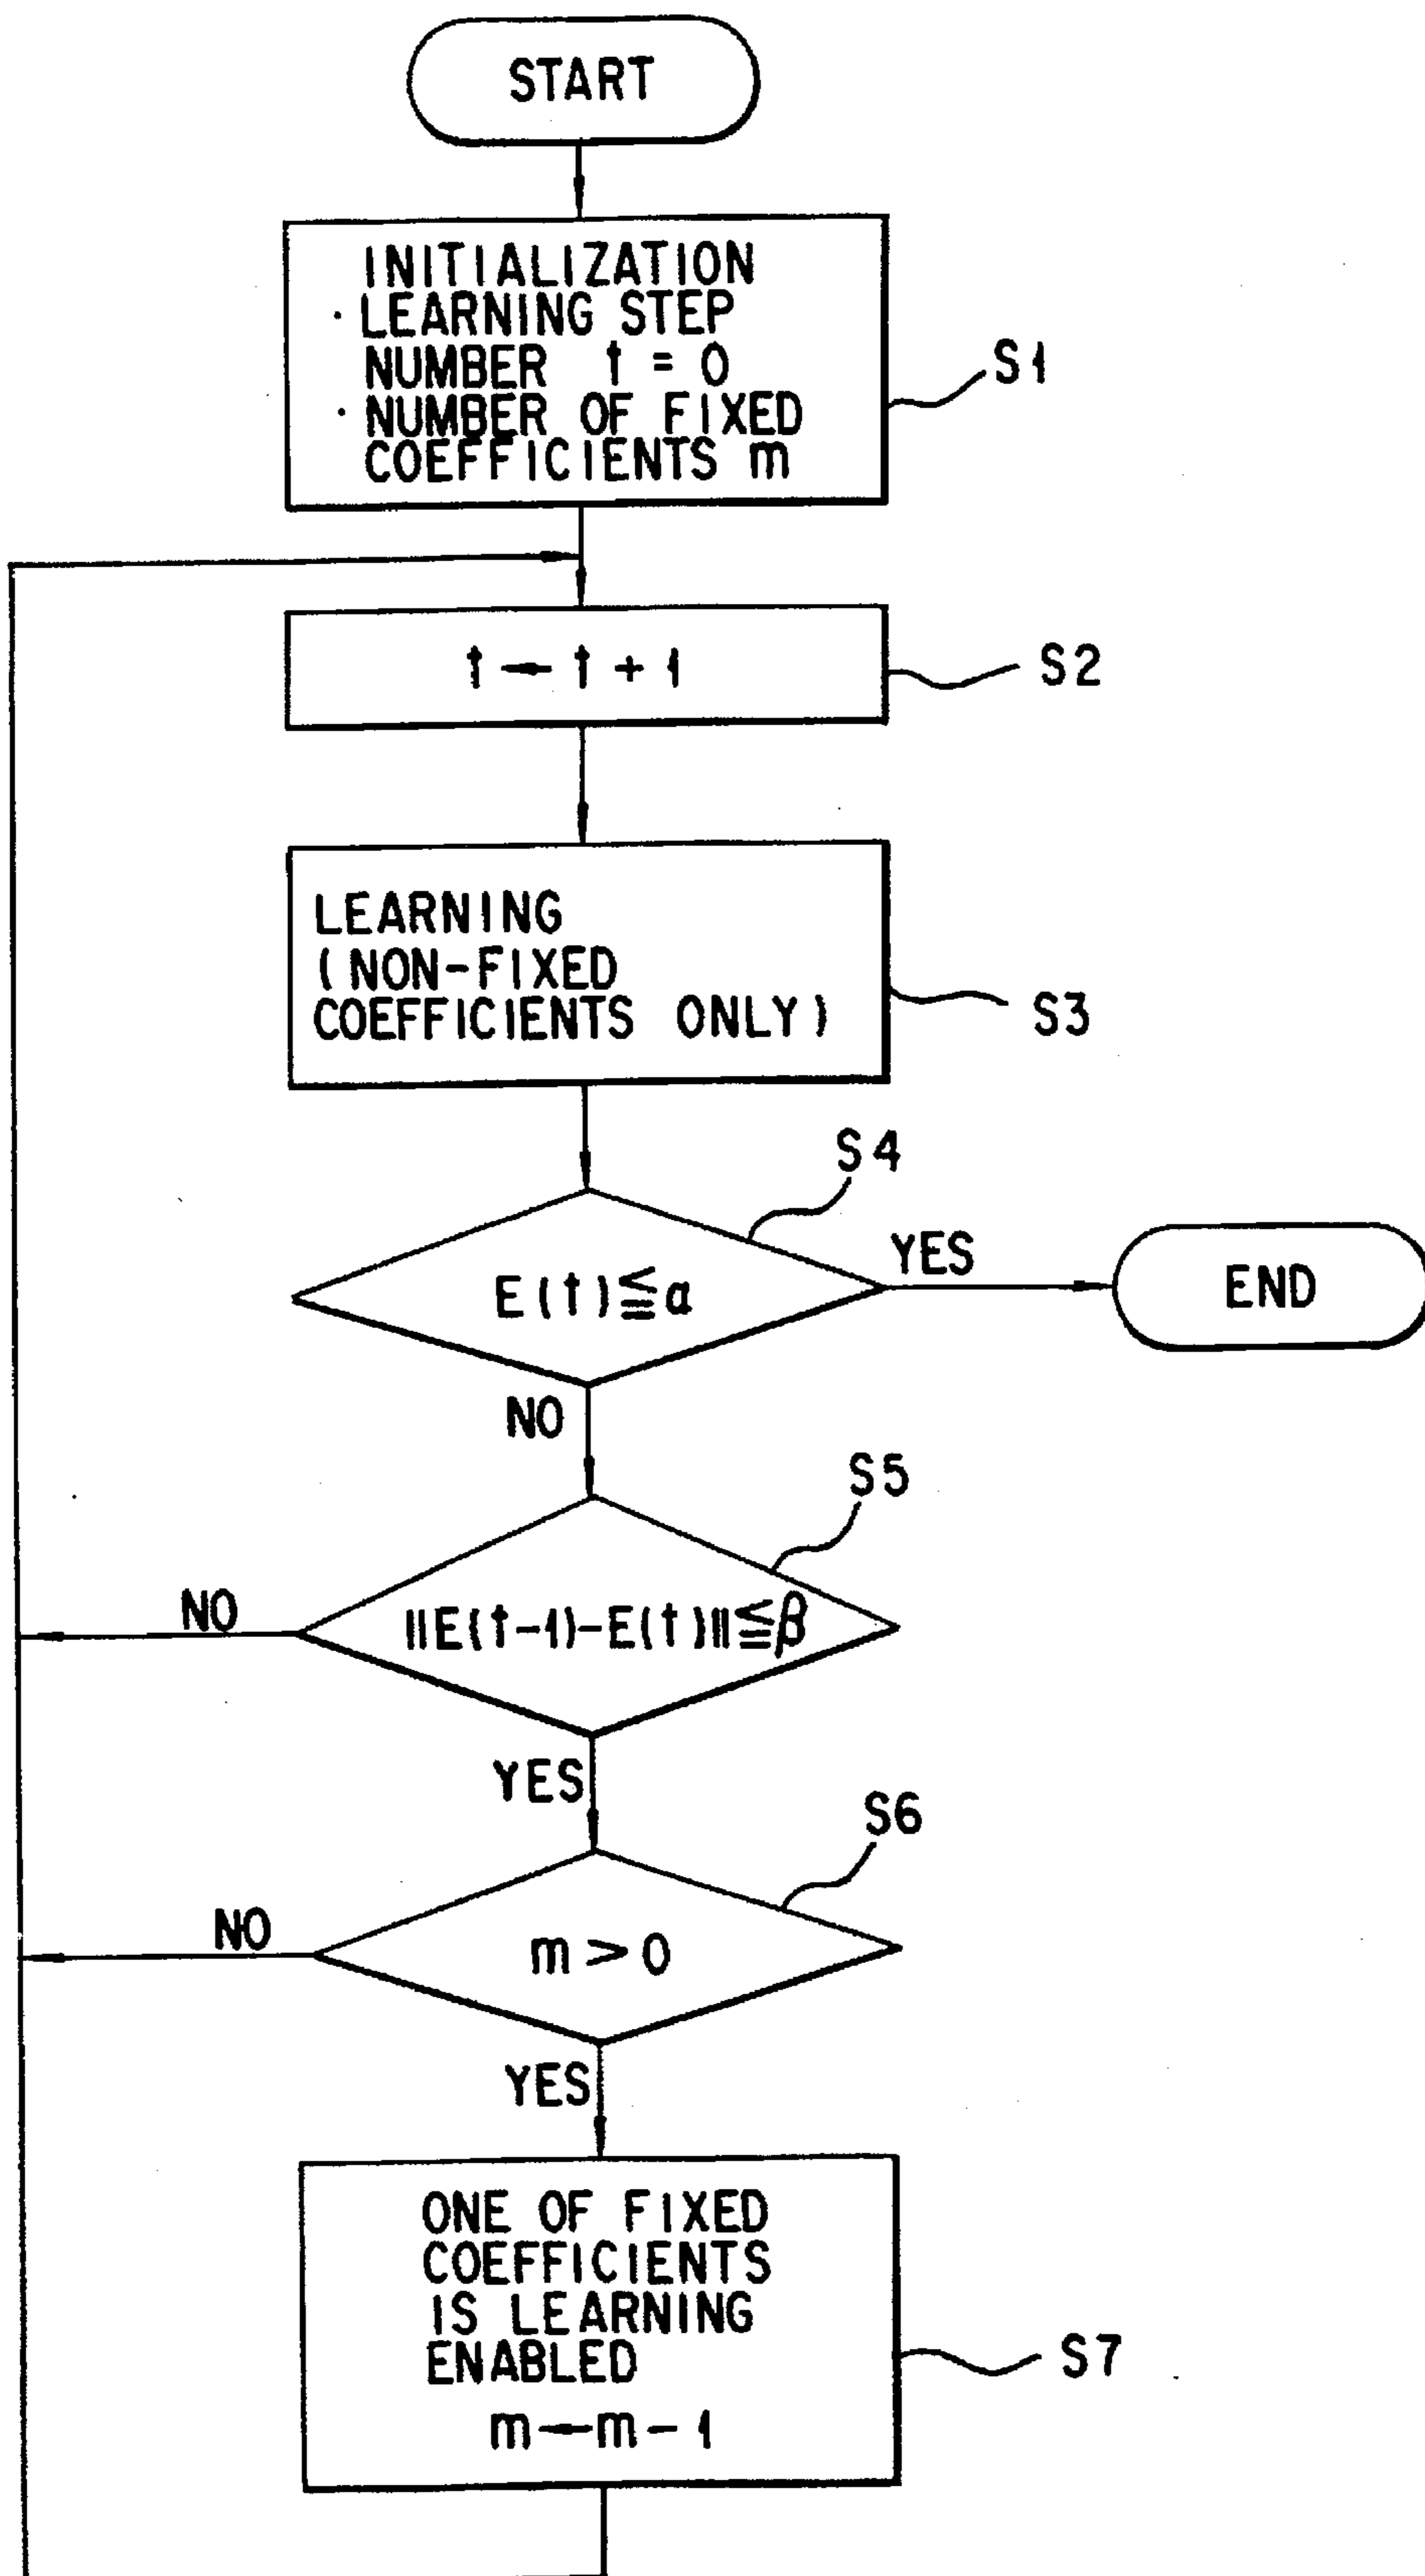 START
INITIALIZATION
· LEARNING STEP
NUMBER t = 0
· NUMBER OF FIXED
COEFFICIENTS m
S1
t ← t + 1
S2
LEARNING
(NON-FIXED
COEFFICIENTS ONLY)
S3
S4
E(t)≦α
YES
END
NO
S5
||E(t-1)-E(t)||≦β
NO
YES
S6
m > 0
NO
YES
ONE OF FIXED
COEFFICIENTS
IS LEARNING
ENABLED
m←m-1
S7